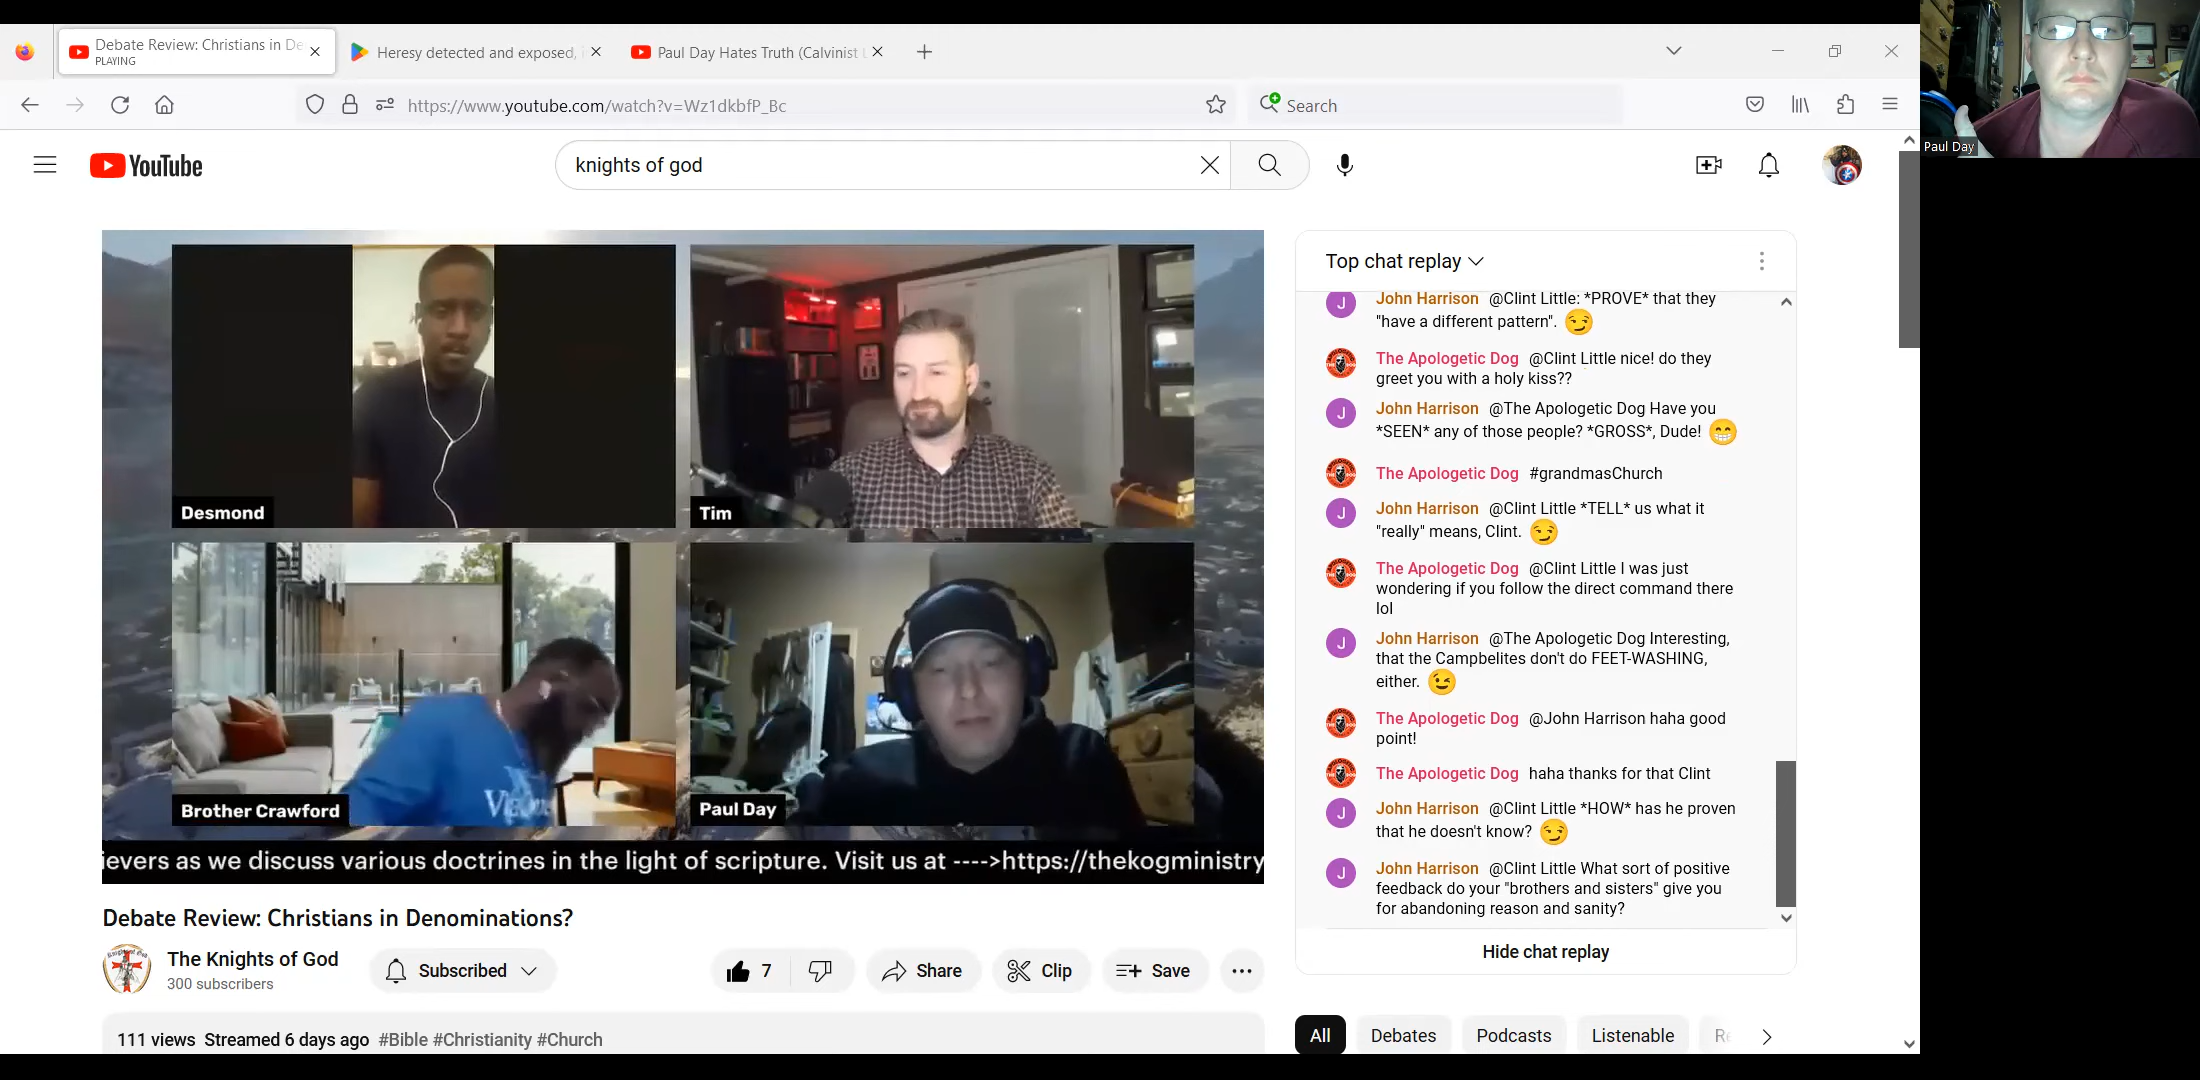 Debate Review: Christians in De
PLAYING
Heresy detected and exposed,
Paul Day Hates Truth (Calvinist L
https://www.youtube.com/watch?v=Wz1dkbfP_Bc
Search
Paul Day
YouTube
knights of god
Desmond
Tim
Brother Crawford
Paul Day
ievers as we discuss various doctrines in the light of scripture. Visit us at ---->https://thekogministry
Top chat replay
John Harrison @Clint Little: *PROVE* that they
"have a different pattern". 😏
The Apologetic Dog @Clint Little nice! do they
greet you with a holy kiss??
John Harrison @The Apologetic Dog Have you
*SEEN* any of those people? *GROSS*, Dude! 😁
The Apologetic Dog #grandmasChurch
John Harrison @Clint Little *TELL* us what it
"really" means, Clint. 😏
The Apologetic Dog @Clint Little I was just
wondering if you follow the direct command there
lol
John Harrison @The Apologetic Dog Interesting,
that the Campbelites don't do FEET-WASHING,
either. 😉
The Apologetic Dog @John Harrison haha good
point!
The Apologetic Dog haha thanks for that Clint
John Harrison @Clint Little *HOW* has he proven
that he doesn't know? 😏
John Harrison @Clint Little What sort of positive
feedback do your "brothers and sisters" give you
for abandoning reason and sanity?
Hide chat replay
Debate Review: Christians in Denominations?
The Knights of God
300 subscribers
Subscribed
7
Share
Clip
Save
111 views Streamed 6 days ago #Bible #Christianity #Church
All
Debates
Podcasts
Listenable